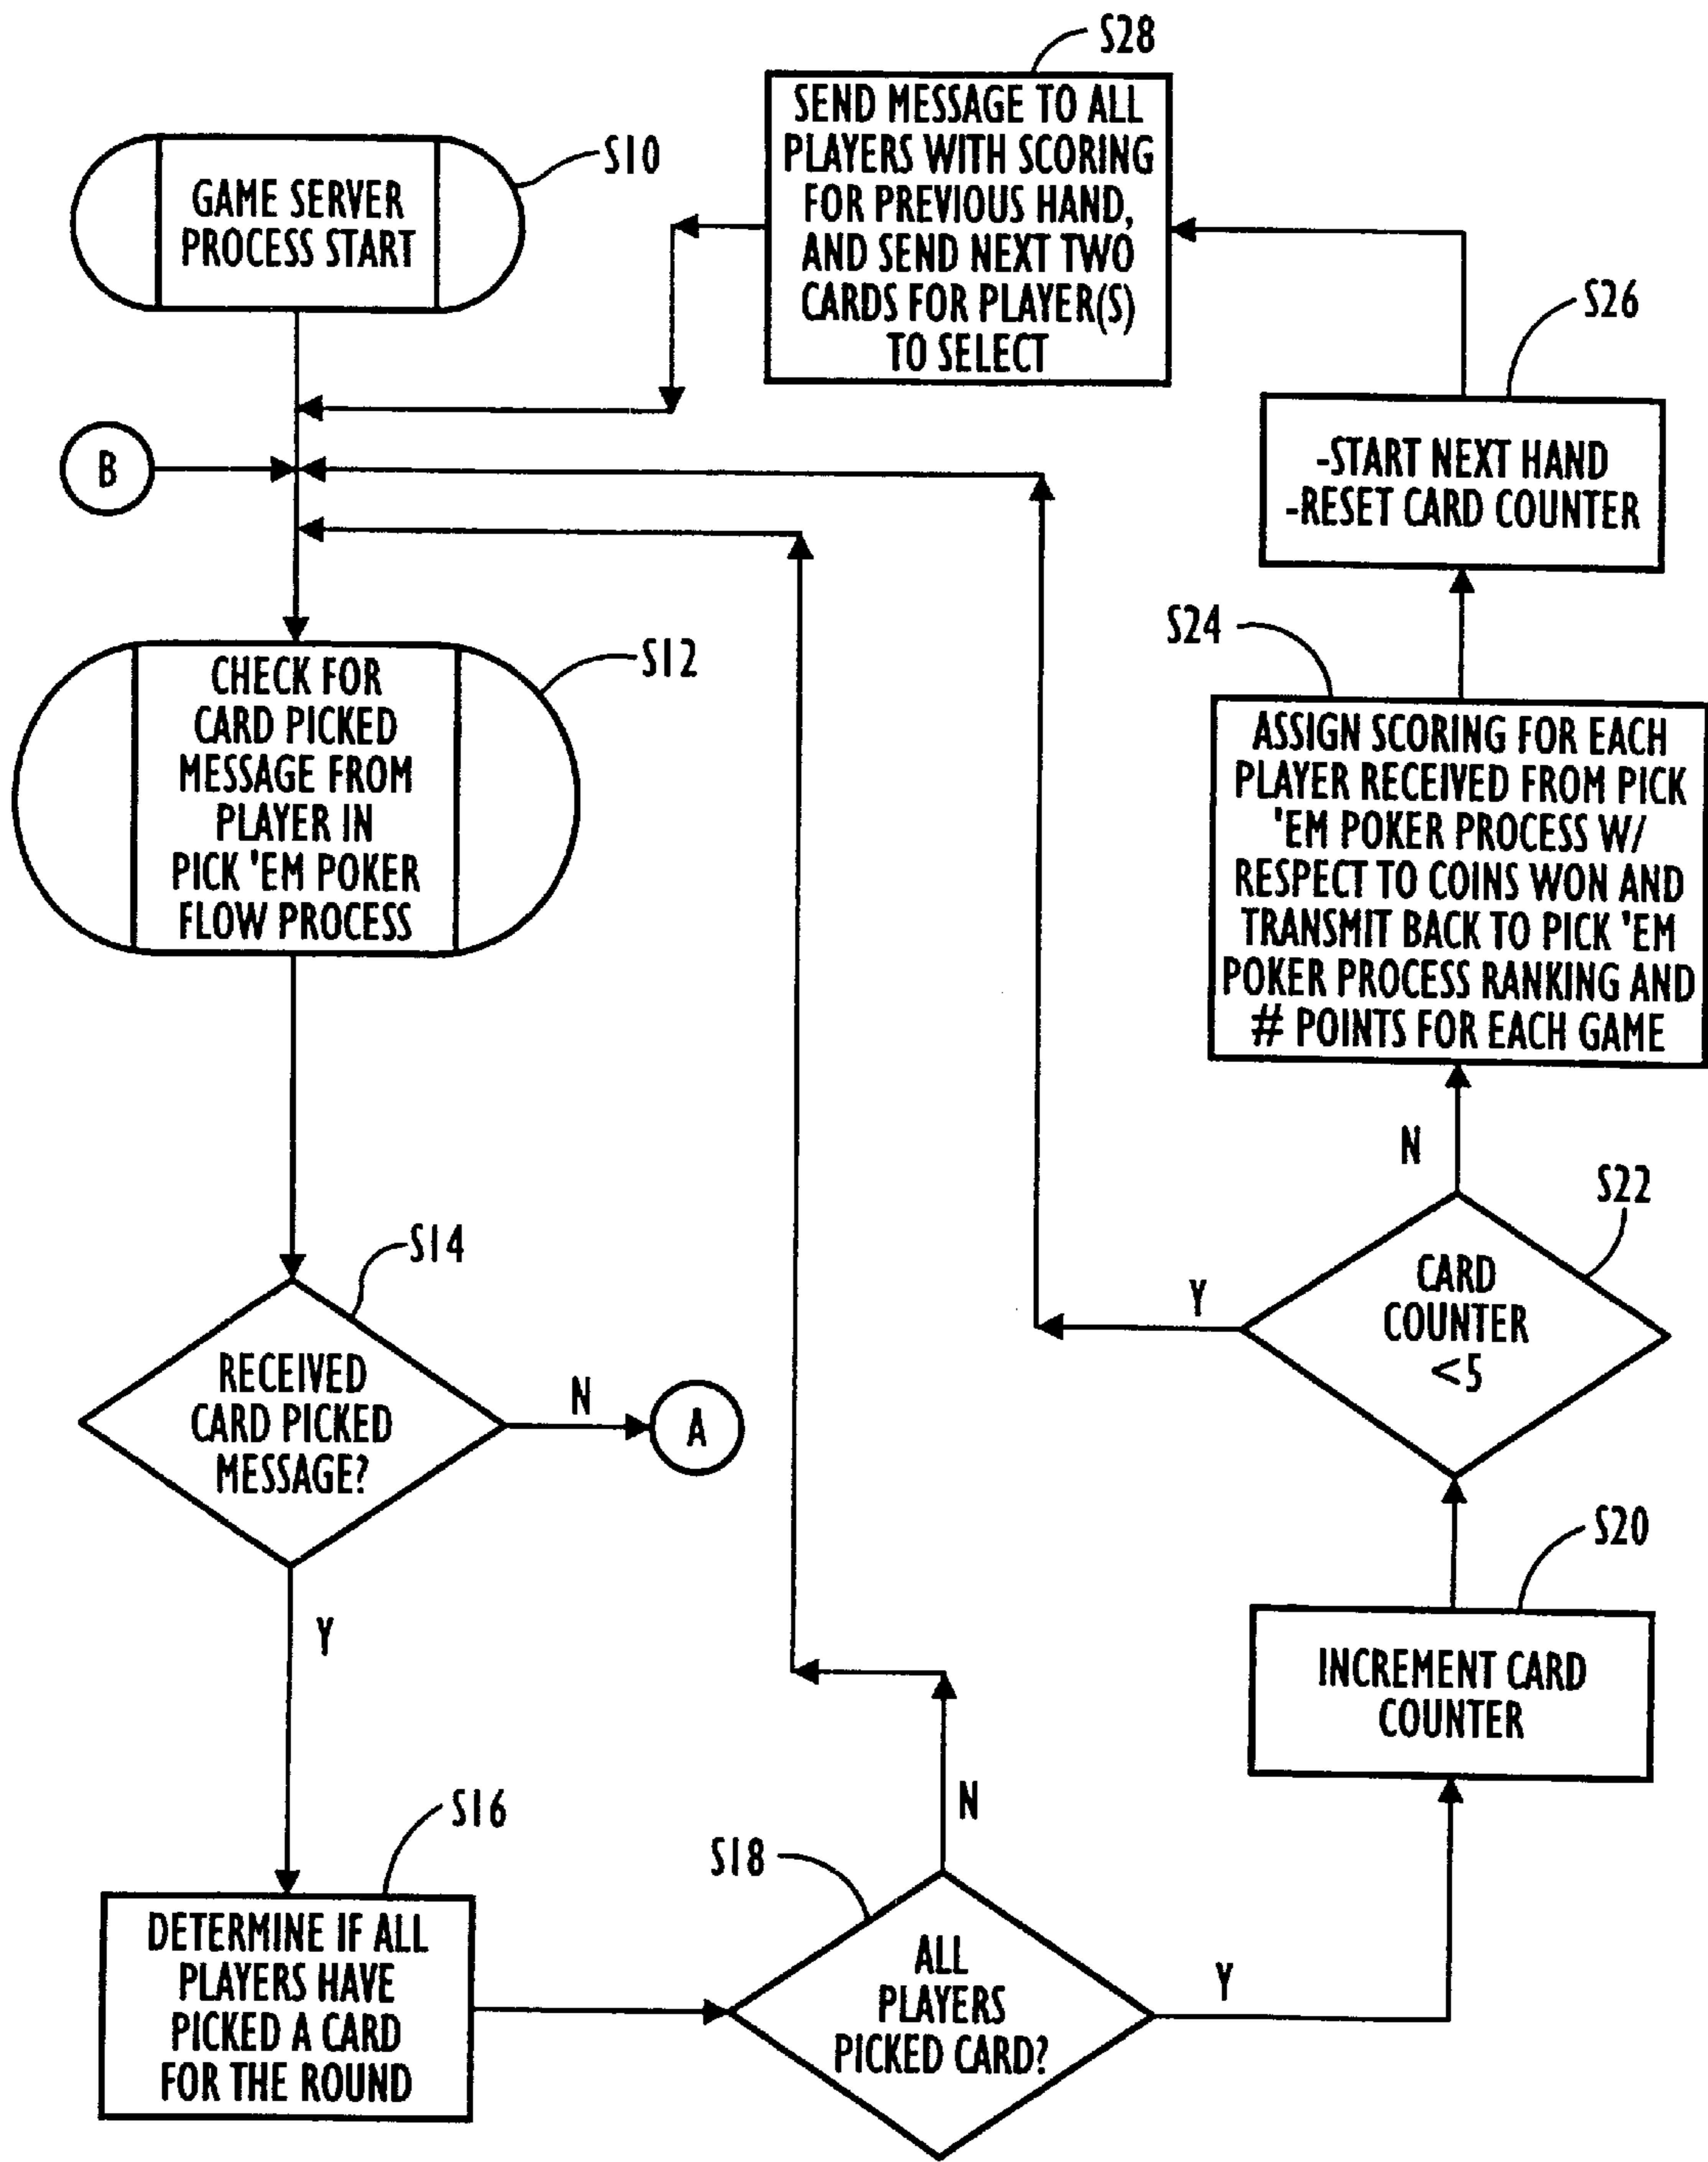 S28
SEND MESSAGE TO ALL
PLAYERS WITH SCORING
FOR PREVIOUS HAND,
AND SEND NEXT TWO
CARDS FOR PLAYER(S)
TO SELECT
S10
GAME SERVER
PROCESS START
S26
-START NEXT HAND
-RESET CARD COUNTER
B
S12
CHECK FOR
CARD PICKED
MESSAGE FROM
PLAYER IN
PICK 'EM POKER
FLOW PROCESS
S24
ASSIGN SCORING FOR EACH
PLAYER RECEIVED FROM PICK
'EM POKER PROCESS W/
RESPECT TO COINS WON AND
TRANSMIT BACK TO PICK 'EM
POKER PROCESS RANKING AND
# POINTS FOR EACH GAME
N
S22
CARD
COUNTER
<5
Y
S14
RECEIVED
CARD PICKED
MESSAGE?
N
A
Y
S20
INCREMENT CARD
COUNTER
S16
DETERMINE IF ALL
PLAYERS HAVE
PICKED A CARD
FOR THE ROUND
N
S18
ALL
PLAYERS
PICKED CARD?
Y